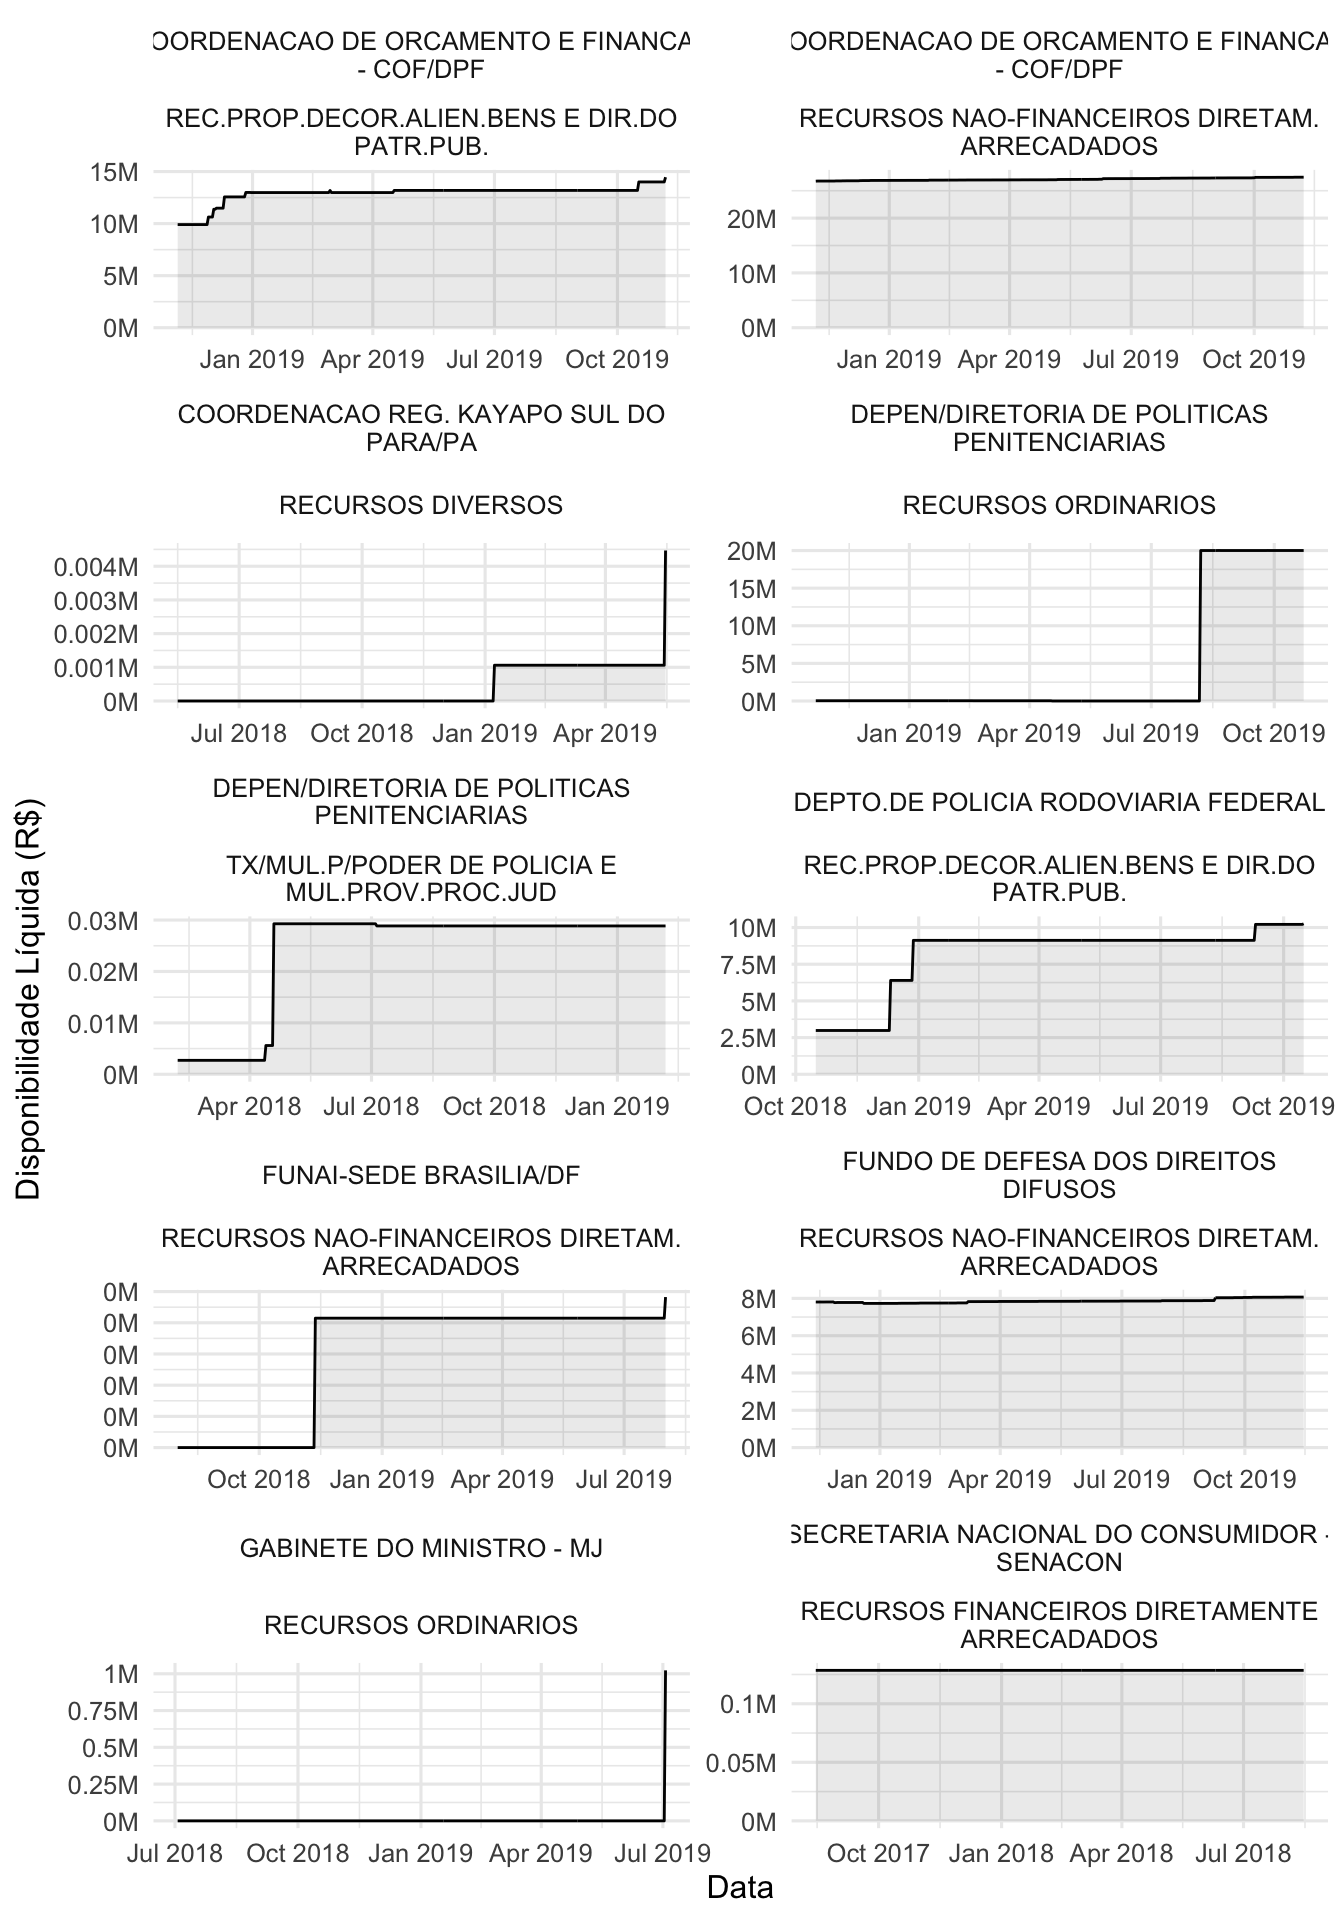 OORDENACAO DE ORCAMENTO E FINANCA
- COF/DPF
REC.PROP.DECOR.ALIEN.BENS E DIR.DO
PATR.PUB.
15M
10M
5M
0M
Jan 2019 Apr 2019 Jul 2019 Oct 2019
OORDENACAO DE ORCAMENTO E FINANCA
- COF/DPF
RECURSOS NAO-FINANCEIROS DIRETAM.
ARRECADADOS
20M
10M
0M
Jan 2019 Apr 2019 Jul 2019 Oct 2019
COORDENACAO REG. KAYAPO SUL DO
PARA/PA
RECURSOS DIVERSOS
0.004M
0.003M
0.002M
0.001M
0M
Jul 2018 Oct 2018 Jan 2019 Apr 2019
DEPEN/DIRETORIA DE POLITICAS
PENITENCIARIAS
RECURSOS ORDINARIOS
20M
15M
10M
5M
0M
Jan 2019 Apr 2019 Jul 2019 Oct 2019
Disponibilidade Líquida (R$)
DEPEN/DIRETORIA DE POLITICAS
PENITENCIARIAS
TX/MUL.P/PODER DE POLICIA E
MUL.PROV.PROC.JUD
0.03M
0.02M
0.01M
0M
Apr 2018 Jul 2018 Oct 2018 Jan 2019
DEPTO.DE POLICIA RODOVIARIA FEDERAL
REC.PROP.DECOR.ALIEN.BENS E DIR.DO
PATR.PUB.
10M
7.5M
5M
2.5M
0M
Oct 2018 Jan 2019 Apr 2019 Jul 2019 Oct 2019
FUNAI-SEDE BRASILIA/DF
RECURSOS NAO-FINANCEIROS DIRETAM.
ARRECADADOS
0M
0M
0M
0M
0M
0M
Oct 2018 Jan 2019 Apr 2019 Jul 2019
FUNDO DE DEFESA DOS DIREITOS
DIFUSOS
RECURSOS NAO-FINANCEIROS DIRETAM.
ARRECADADOS
8M
6M
4M
2M
0M
Jan 2019 Apr 2019 Jul 2019 Oct 2019
GABINETE DO MINISTRO - MJ
RECURSOS ORDINARIOS
1M
0.75M
0.5M
0.25M
0M
Jul 2018 Oct 2018 Jan 2019 Apr 2019 Jul 2019
SECRETARIA NACIONAL DO CONSUMIDOR -
SENACON
RECURSOS FINANCEIROS DIRETAMENTE
ARRECADADOS
0.1M
0.05M
0M
Oct 2017 Jan 2018 Apr 2018 Jul 2018
Data